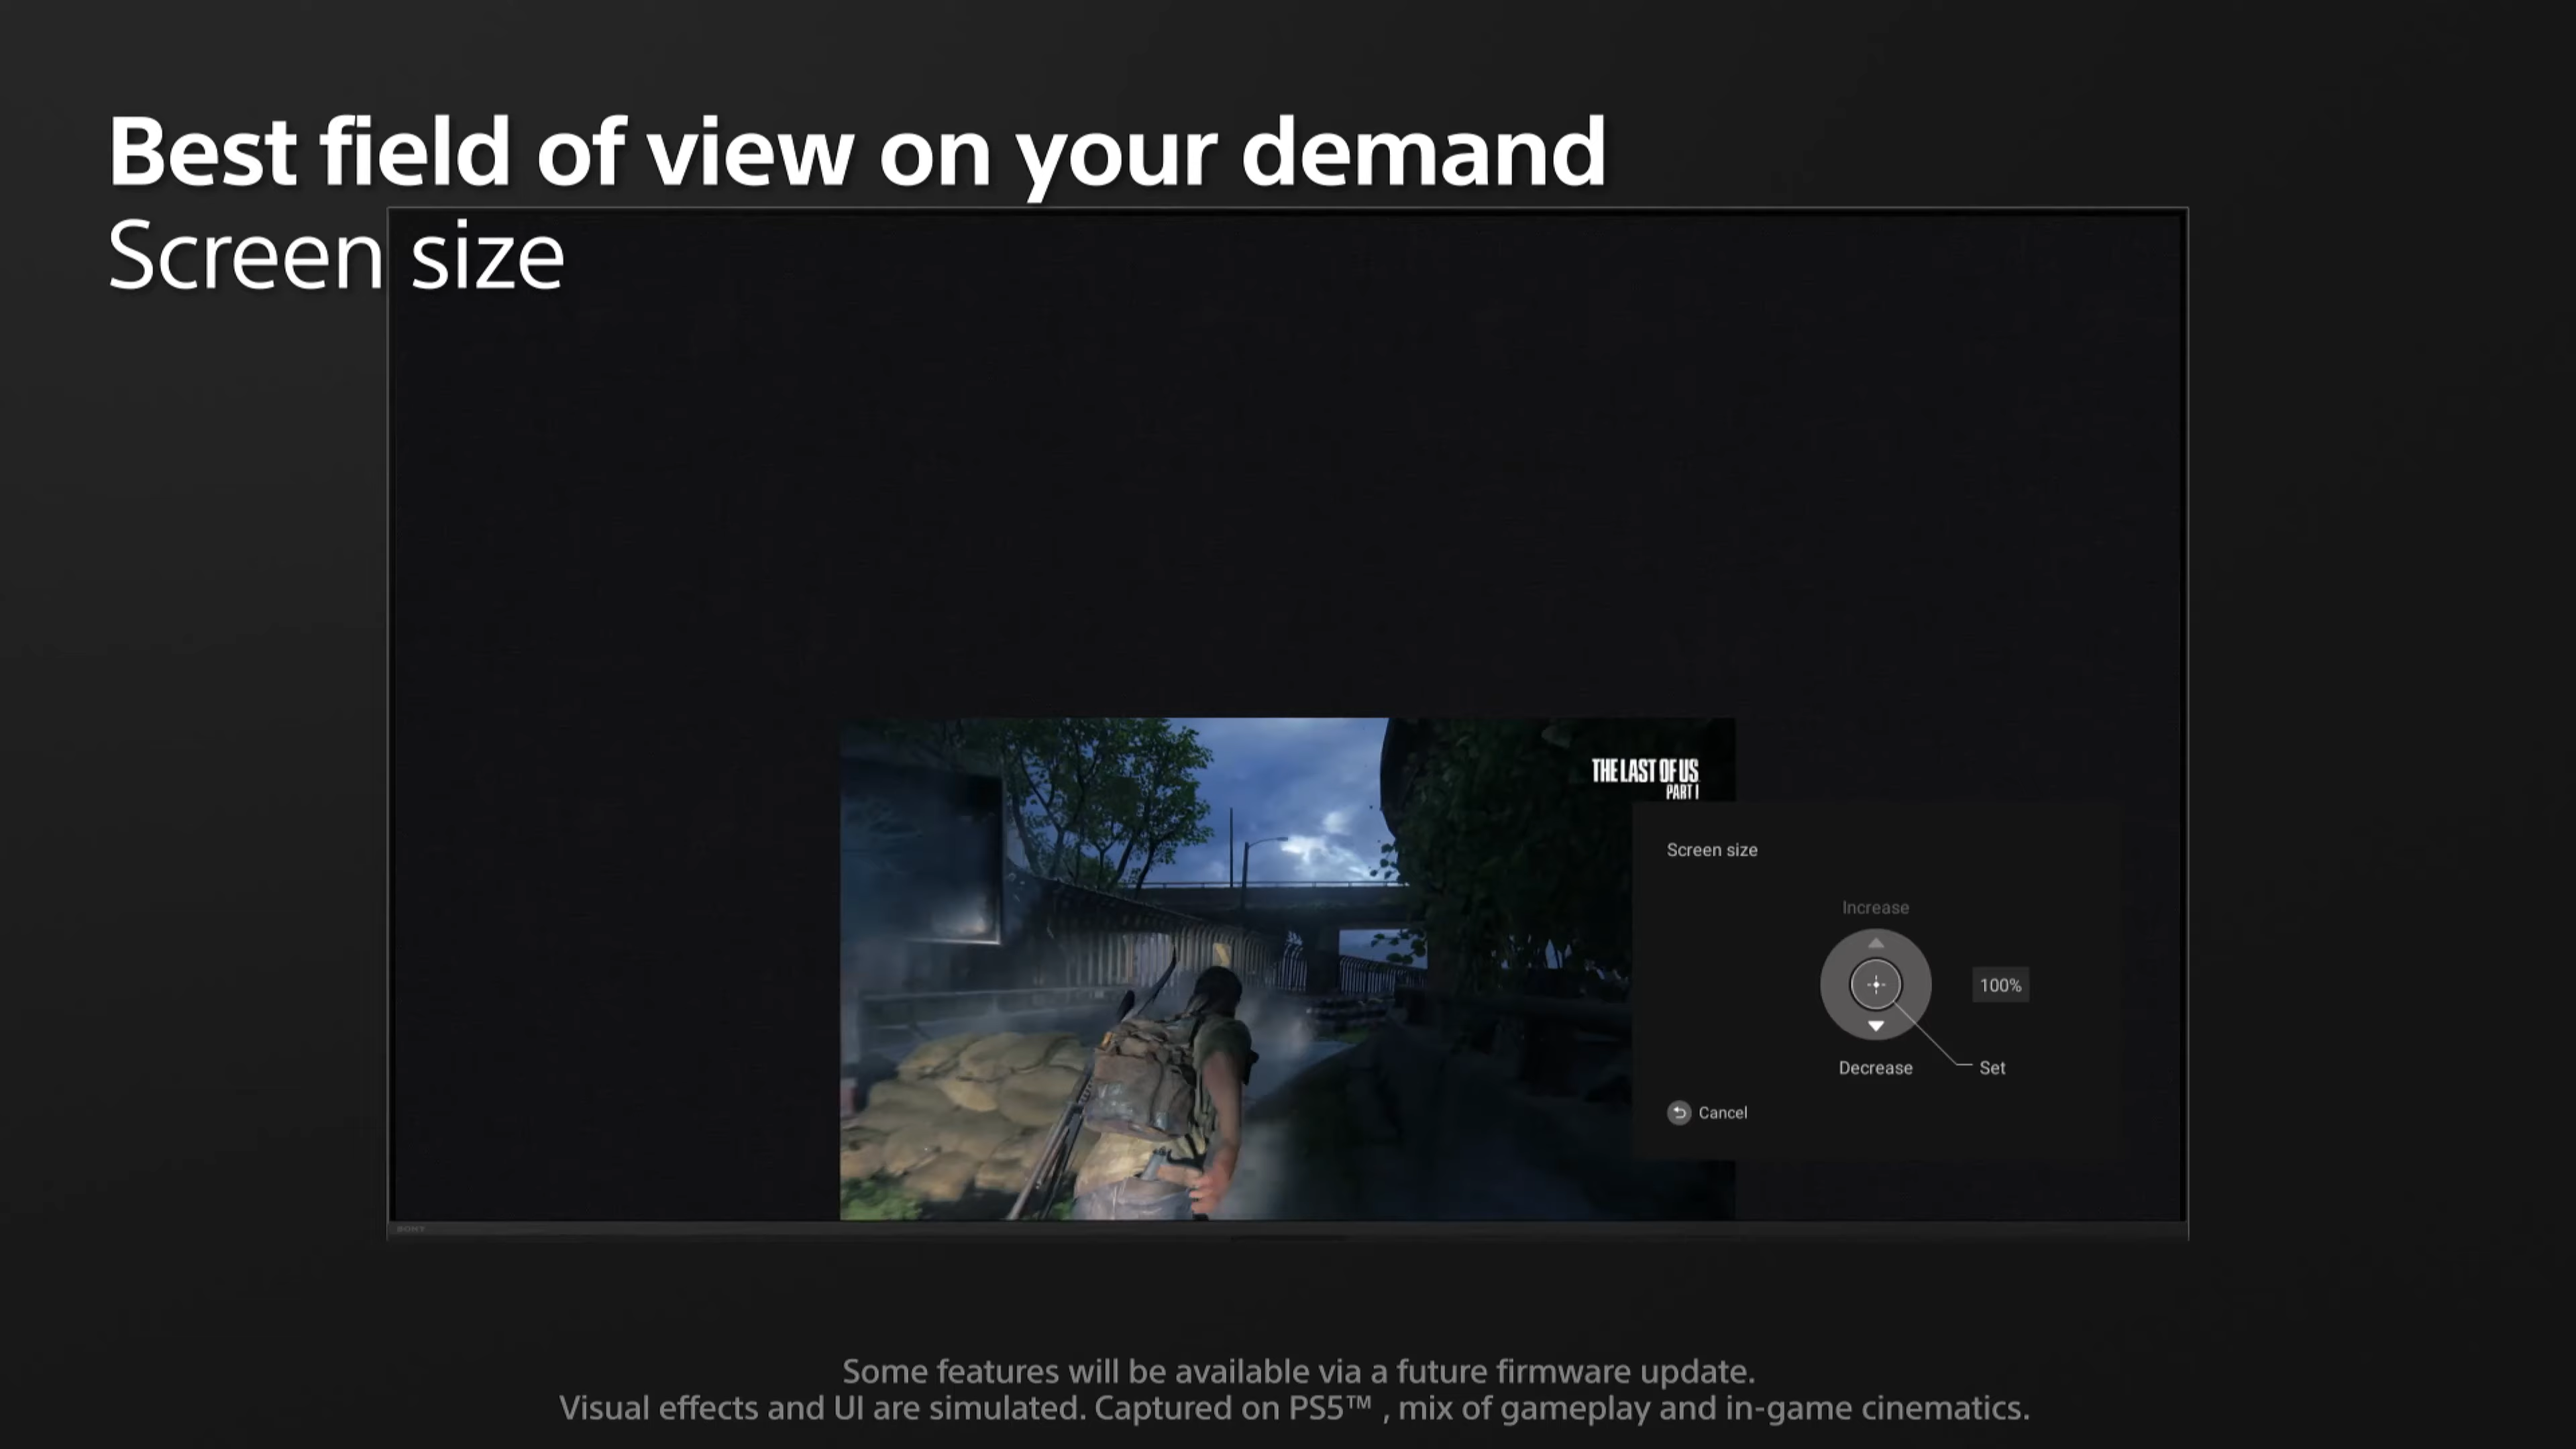 Best field of view on your demand
Screen size
THE LAST OF US
PART I
Screen size
Increase
100%
Decrease
Set
Cancel
SONY
Some features will be available via a future firmware update.
Visual effects and UI are simulated. Captured on PS5™ , mix of gameplay and in-game cinematics.